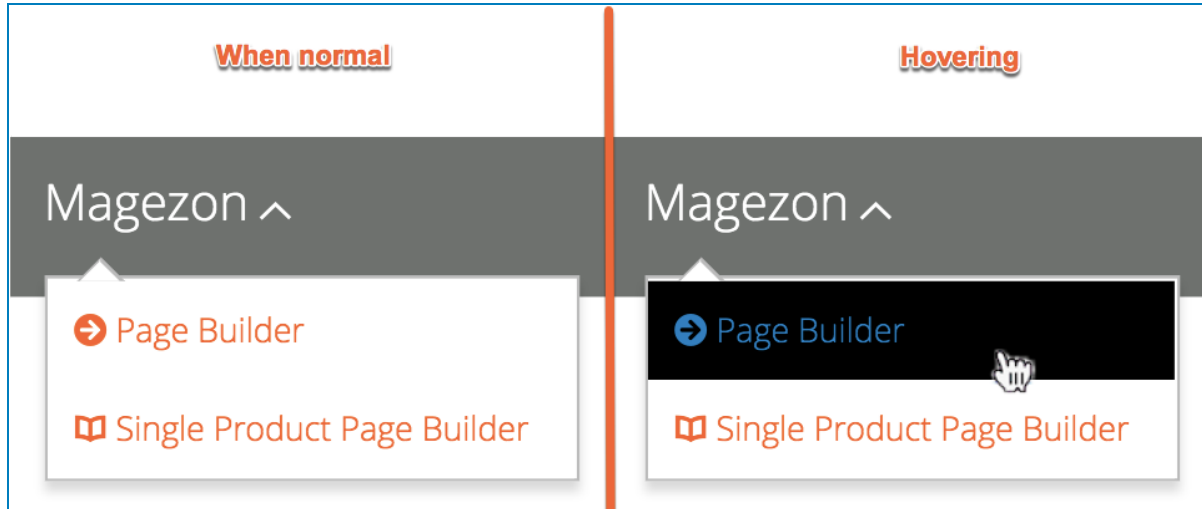 When normal
Magezon
Page Builder
Single Product Page Builder
Hovering
Magezon
Page Builder
Single Product Page Builder